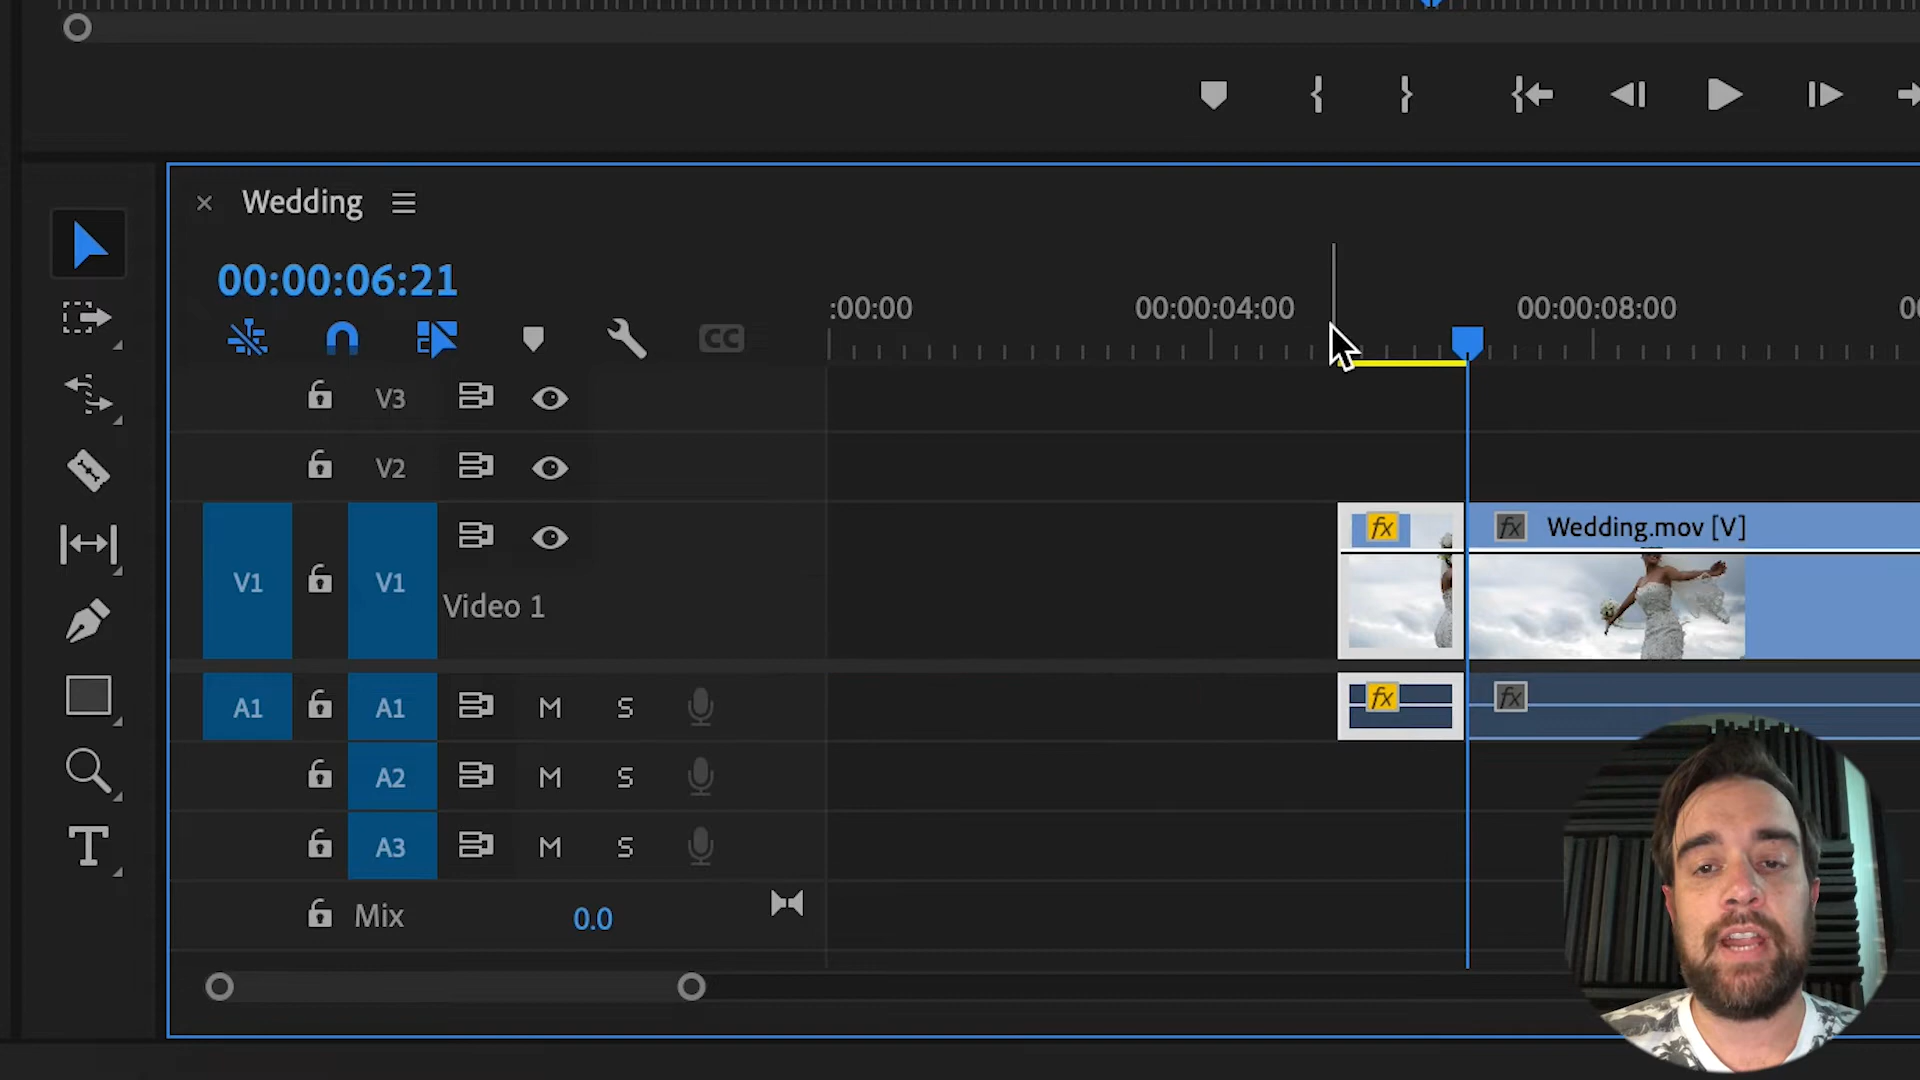 Wedding
00:00:06:21
CC
:00:00
00:00:04:00
00:00:08:00
V3
V2
fx
fx
Wedding.mov [V]
V1
V1
Video 1
A1
A1
M
S
fx
fx
A2
M
S
A3
M
S
Mix
0.0
T